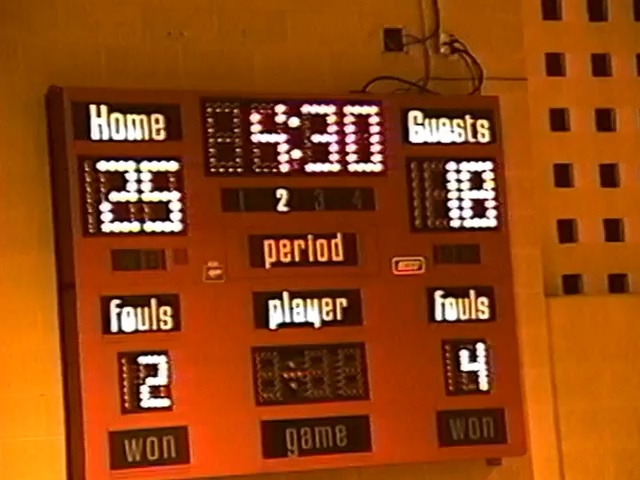 Home 4:30 Guests
25 18
1 2 3 4
period
fouls player fouls
2 4
won game won